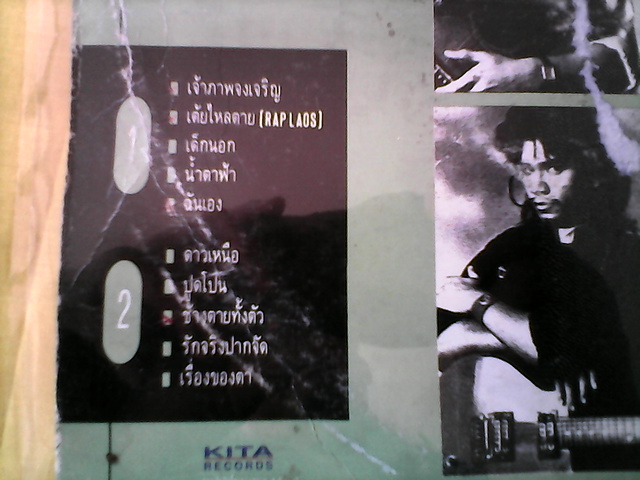 1
เจ้าภาพจงเจริญ
เต้ยไหลตาย (RAP LAOS)
เด็กนอก
น้ำตาฟ้า
ฉันเอง
2
ดาวเหนือ
ปูดโปน
ช้างตายทั้งตัว
รักจริงปากจัด
เรื่องของตา
KITA
RECORDS